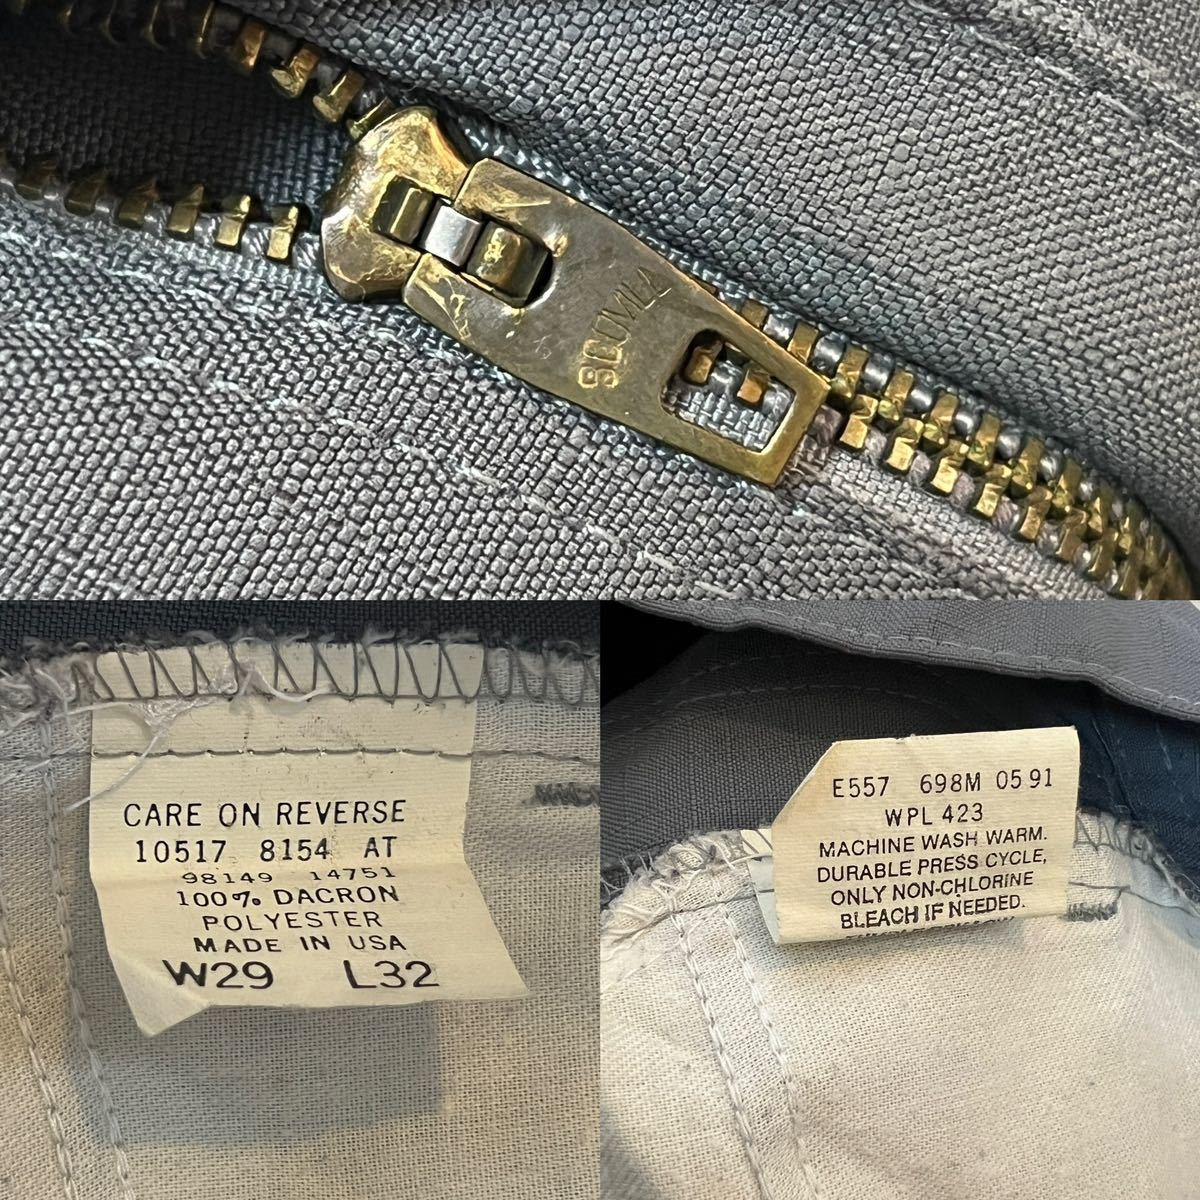 SCOVILL
CARE ON REVERSE
10517 8154 AT
98149 14751
100% DACRON
POLYESTER
MADE IN USA
W29 L32
E557 698M 05 91
WPL 423
MACHINE WASH WARM.
DURABLE PRESS CYCLE,
ONLY NON-CHLORINE
BLEACH IF NEEDED.